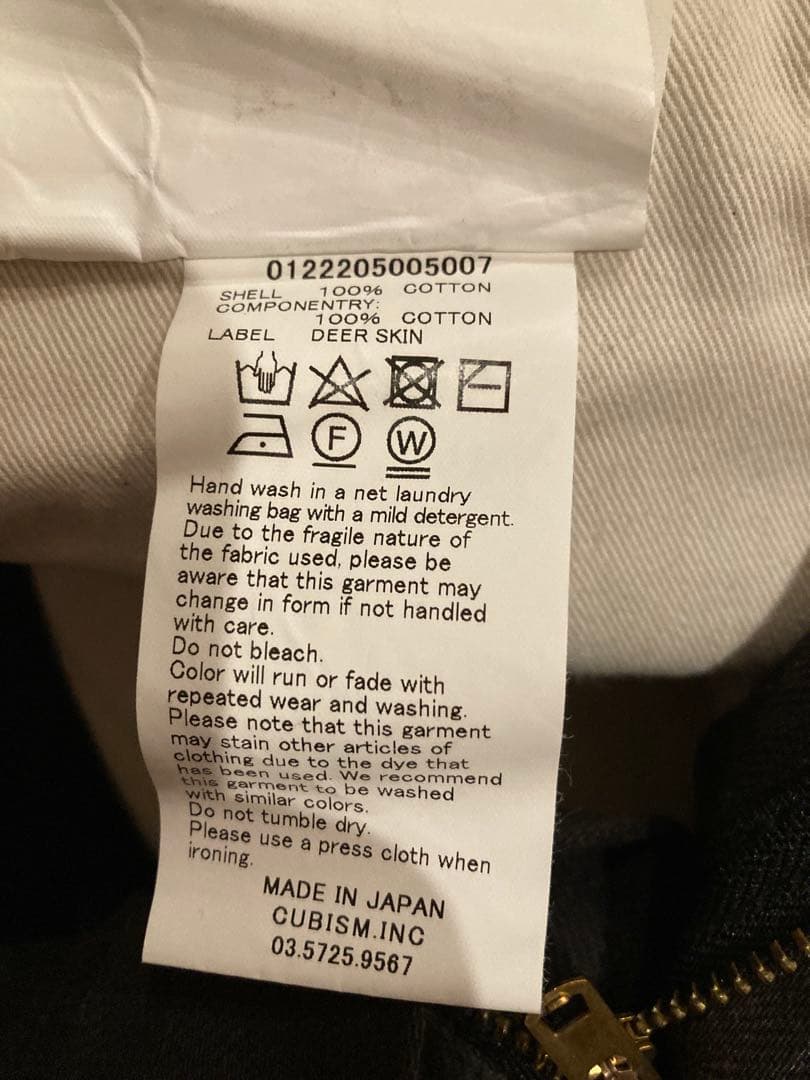 0122205005007
SHELL 100% COTTON
COMPONENTRY:
100% COTTON
LABEL DEER SKIN
F W
Hand wash in a net laundry
washing bag with a mild detergent.
Due to the fragile nature of
the fabric used, please be
aware that this garment may
change in form if not handled
with care.
Do not bleach.
Color will run or fade with
repeated wear and washing.
Please note that this garment
may stain other articles of
clothing due to the dye that
has been used. We recommend
this garment to be washed
with similar colors.
Do not tumble dry.
Please use a press cloth when
ironing.
MADE IN JAPAN
CUBISM.INC
03.5725.9567